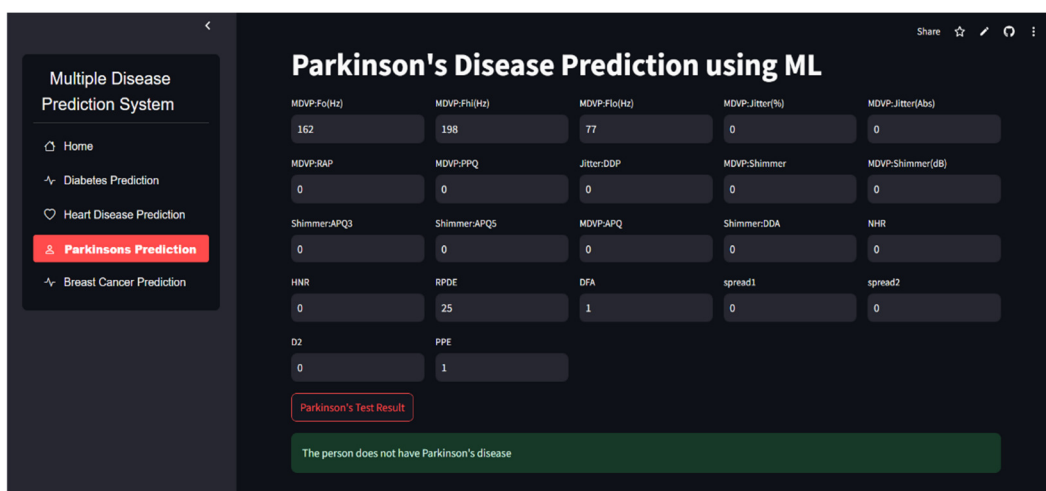 Share
Multiple Disease
Prediction System
Home
Diabetes Prediction
Heart Disease Prediction
Parkinsons Prediction
Breast Cancer Prediction
Parkinson's Disease Prediction using ML
MDVP:Fo(Hz) MDVP:Fhi(Hz) MDVP:Flo(Hz) MDVP:Jitter(%) MDVP:Jitter(Abs)
162 198 77 0 0
MDVP:RAP MDVP:PPQ Jitter:DDP MDVP:Shimmer MDVP:Shimmer(dB)
0 0 0 0 0
Shimmer:APQ3 Shimmer:APQ5 MDVP:APQ Shimmer:DDA NHR
0 0 0 0 0
HNR RPDE DFA spread1 spread2
0 25 1 0 0
D2 PPE
0 1
Parkinson's Test Result
The person does not have Parkinson's disease